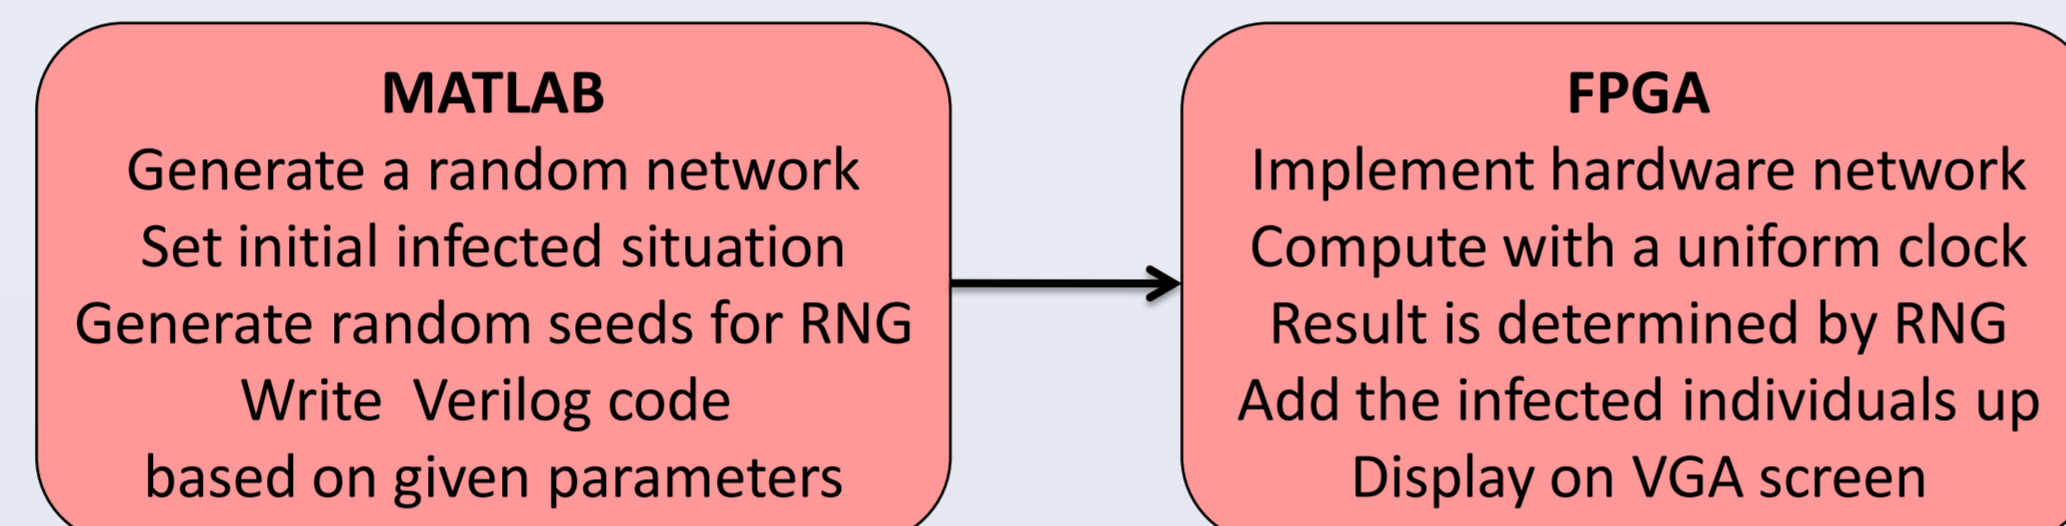 MATLAB
Generate a random network
Set initial infected situation
Generate random seeds for RNG
Write  Verilog code
based on given parameters
FPGA
Implement hardware network
Compute with a uniform clock
Result is determined by RNG
Add the infected individuals up
Display on VGA screen